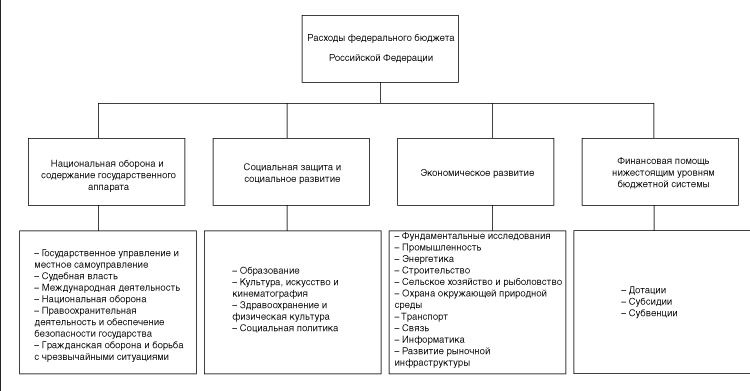 Расходы федерального бюджета
Российской Федерации
Национальная оборона и
содержание государственного
аппарата
Социальная защита и
социальное развитие
Экономическое развитие
Финансовая помощь
нижестоящим уровням
бюджетной системы
– Государственное управление и
местное самоуправление
– Судебная власть
– Международная деятельность
– Национальная оборона
– Правоохранительная
деятельность и обеспечение
безопасности государства
– Гражданская оборона и борьба
с чрезвычайными ситуациями
– Образование
– Культура, искусство и
кинематография
– Здравоохранение и
физическая культура
– Социальная политика
– Фундаментальные исследования
– Промышленность
– Энергетика
– Строительство
– Сельское хозяйство и рыболовство
– Охрана окружающей природной
среды
– Транспорт
– Связь
– Информатика
– Развитие рыночной
инфраструктуры
– Дотации
– Субсидии
– Субвенции